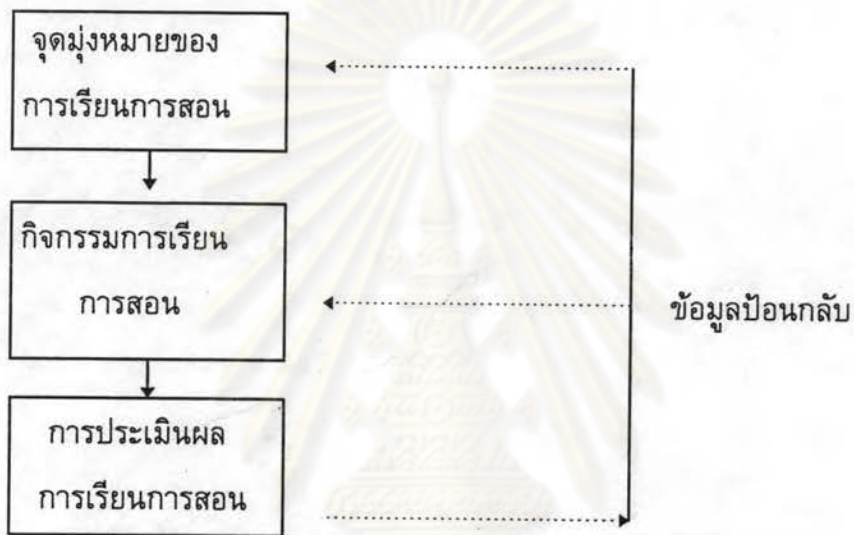 จุดมุ่งหมายของ
การเรียนการสอน
กิจกรรมการเรียน
การสอน
ข้อมูลป้อนกลับ
การประเมินผล
การเรียนการสอน